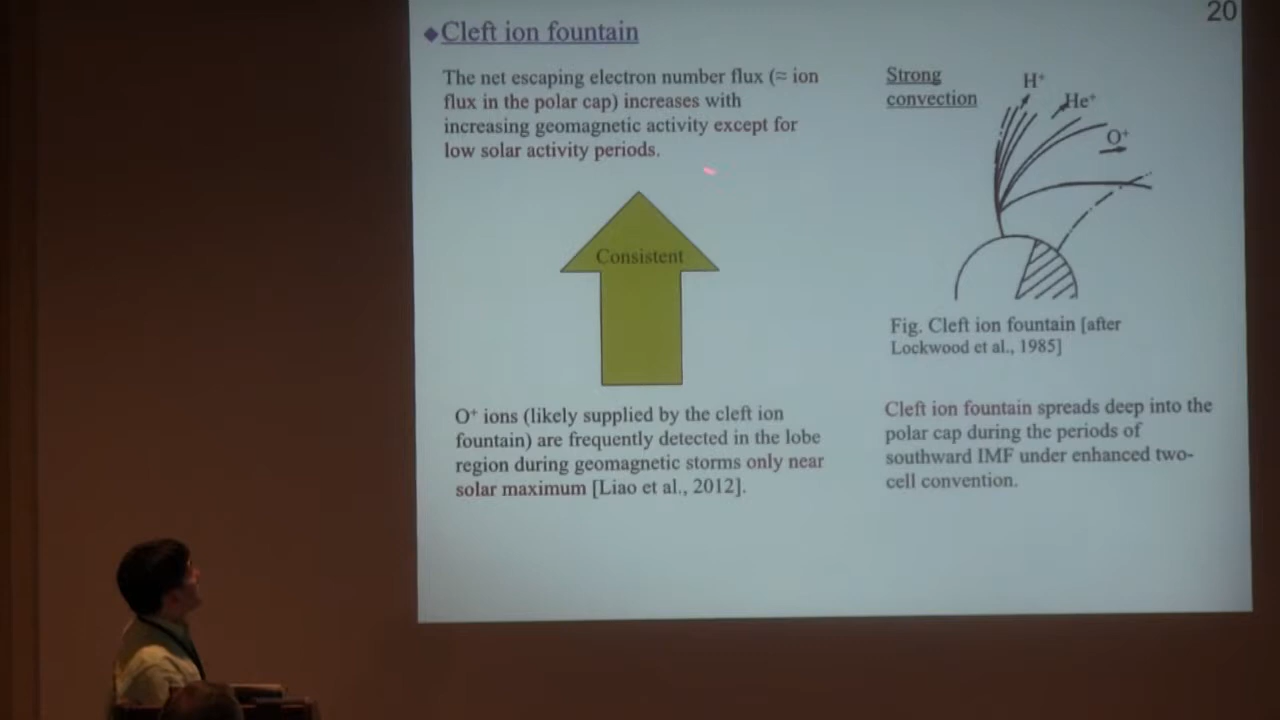 20
◆Cleft ion fountain
The net escaping electron number flux (≈ ion
flux in the polar cap) increases with
increasing geomagnetic activity except for
low solar activity periods.
Consistent
O⁺ ions (likely supplied by the cleft ion
fountain) are frequently detected in the lobe
region during geomagnetic storms only near
solar maximum [Liao et al., 2012].
Strong
convection
H⁺
He⁺
O⁺
Fig. Cleft ion fountain [after
Lockwood et al., 1985]
Cleft ion fountain spreads deep into the
polar cap during the periods of
southward IMF under enhanced two-
cell convention.